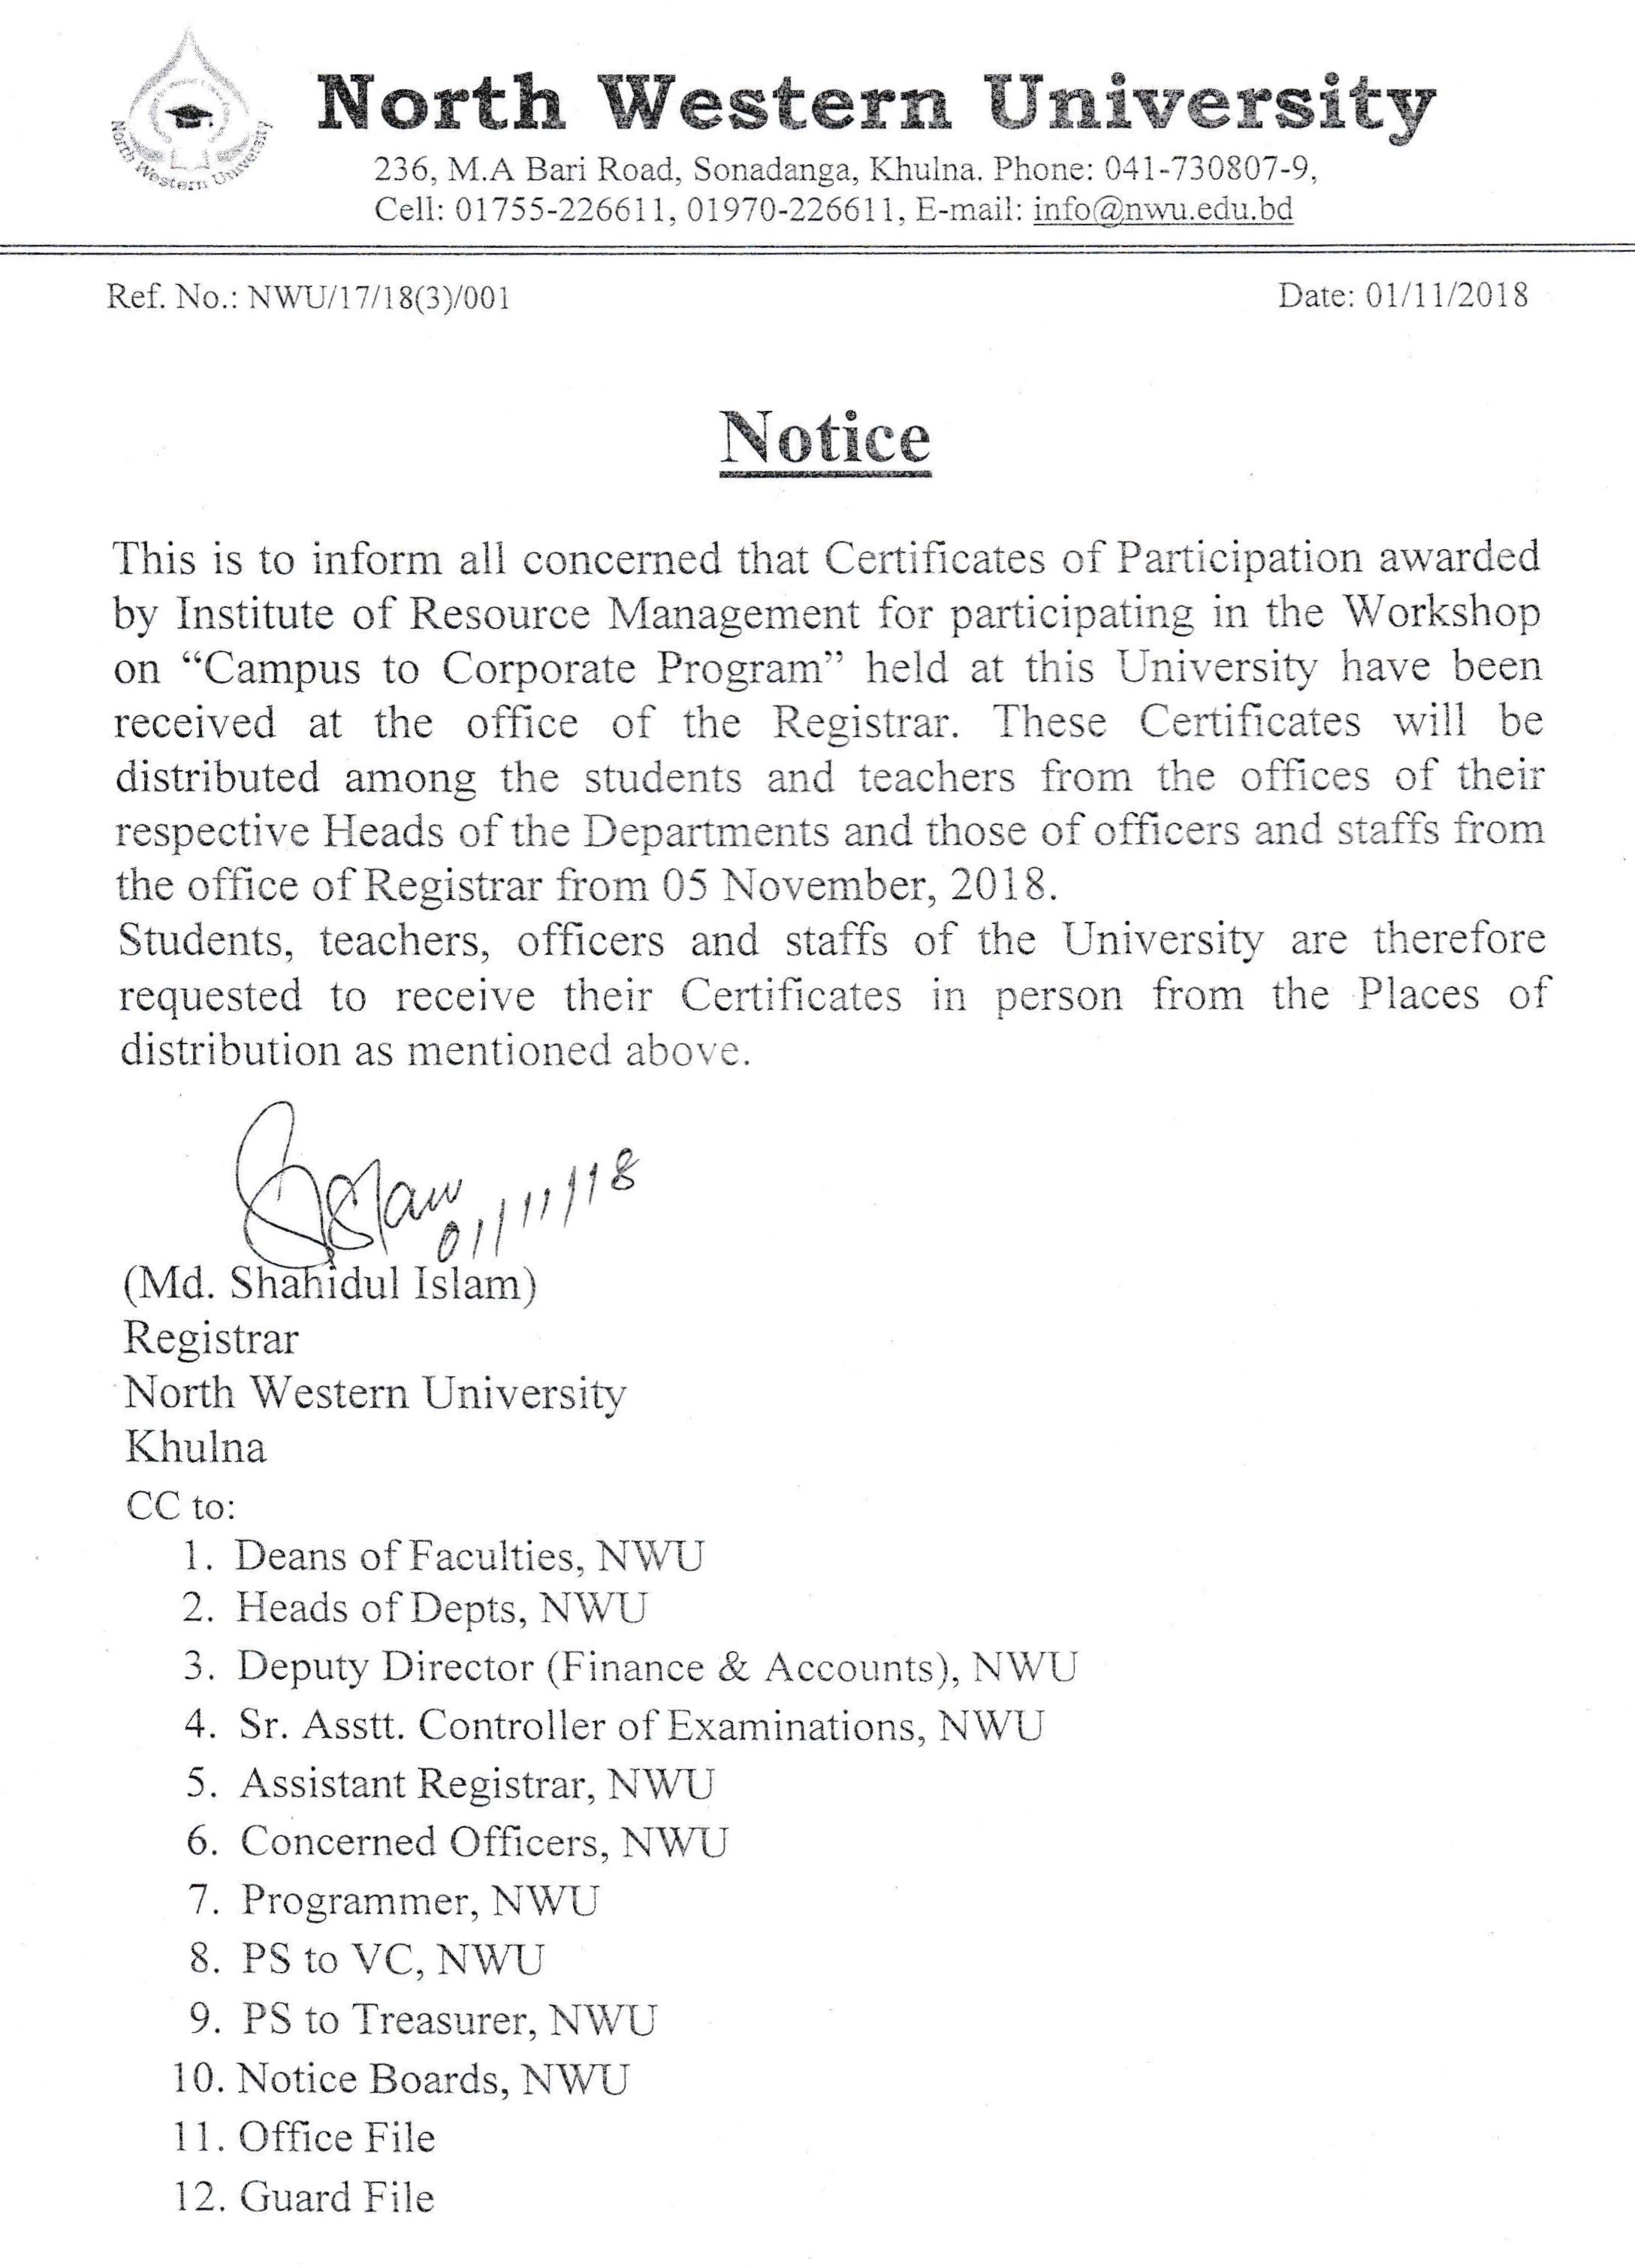 North Western University
North Western University
236, M.A Bari Road, Sonadanga, Khulna. Phone: 041-730807-9,
Cell: 01755-226611, 01970-226611, E-mail: info@nwu.edu.bd
Ref. No.: NWU/17/18(3)/001 Date: 01/11/2018
Notice
This is to inform all concerned that Certificates of Participation awarded
by Institute of Resource Management for participating in the Workshop
on “Campus to Corporate Program” held at this University have been
received at the office of the Registrar. These Certificates will be
distributed among the students and teachers from the offices of their
respective Heads of the Departments and those of officers and staffs from
the office of Registrar from 05 November, 2018.
Students, teachers, officers and staffs of the University are therefore
requested to receive their Certificates in person from the Places of
distribution as mentioned above.
01/11/18
(Md. Shahidul Islam)
Registrar
North Western University
Khulna
CC to:
1. Deans of Faculties, NWU
2. Heads of Depts, NWU
3. Deputy Director (Finance & Accounts), NWU
4. Sr. Asstt. Controller of Examinations, NWU
5. Assistant Registrar, NWU
6. Concerned Officers, NWU
7. Programmer, NWU
8. PS to VC, NWU
9. PS to Treasurer, NWU
10. Notice Boards, NWU
11. Office File
12. Guard File